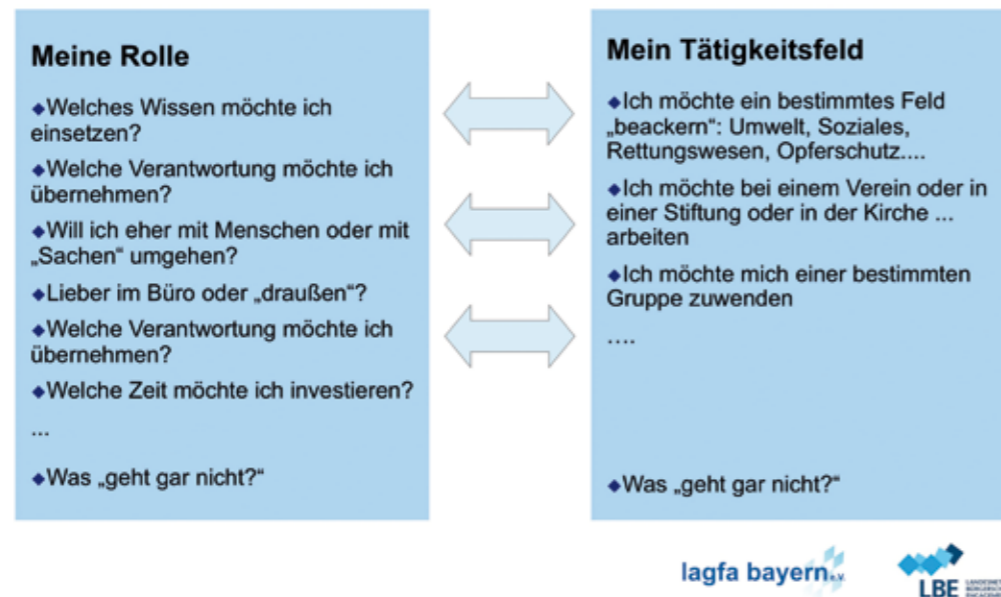 Meine Rolle
◆Welches Wissen möchte ich
einsetzen?
◆Welche Verantwortung möchte ich
übernehmen?
◆Will ich eher mit Menschen oder mit
„Sachen“ umgehen?
◆Lieber im Büro oder „draußen“?
◆Welche Verantwortung möchte ich
übernehmen?
◆Welche Zeit möchte ich investieren?
...
◆Was „geht gar nicht?“
Mein Tätigkeitsfeld
◆Ich möchte ein bestimmtes Feld
„beackern“: Umwelt, Soziales,
Rettungswesen, Opferschutz....
◆Ich möchte bei einem Verein oder in
einer Stiftung oder in der Kirche ...
arbeiten
◆Ich möchte mich einer bestimmten
Gruppe zuwenden
....
◆Was „geht gar nicht?“
lagfa bayern e.V.
LBE